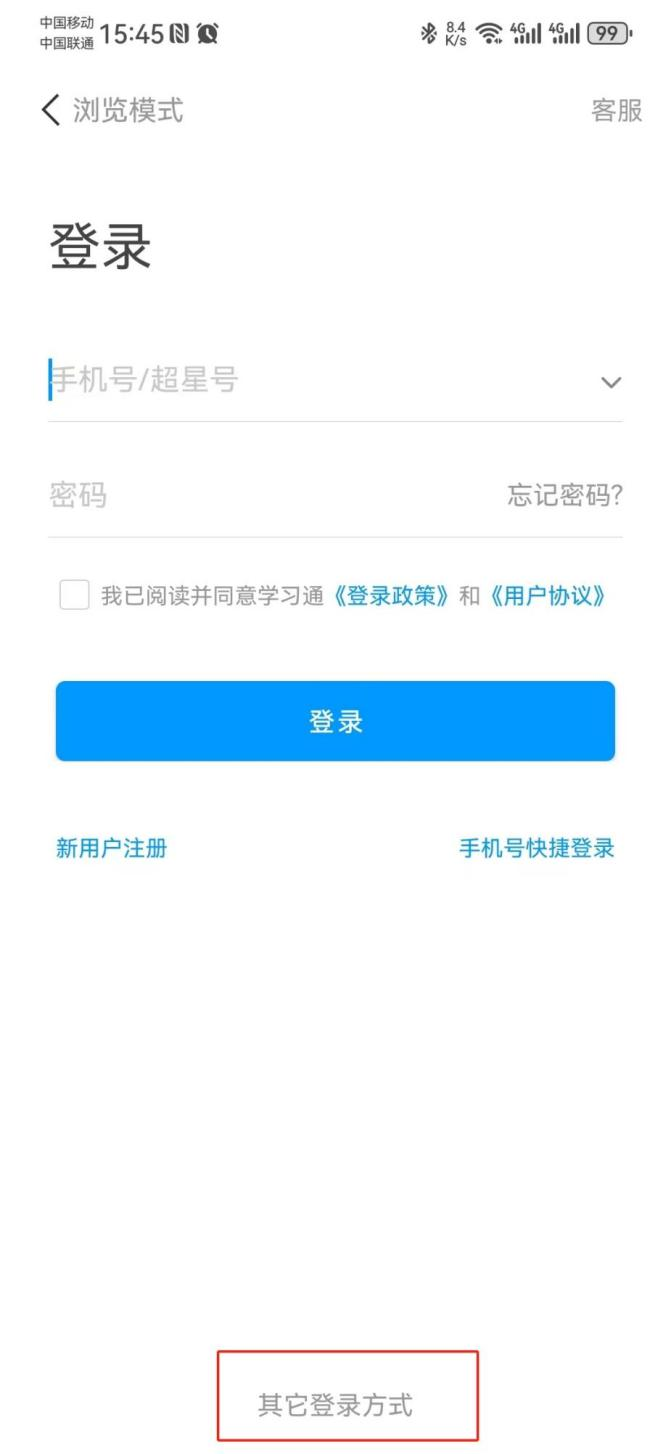 中国移动
中国联通 15:45 8.4 K/s 4G 4G 99
浏览模式 客服
登录
手机号/超星号
密码 忘记密码?
我已阅读并同意学习通《登录政策》和《用户协议》
登录
新用户注册 手机号快捷登录
其它登录方式